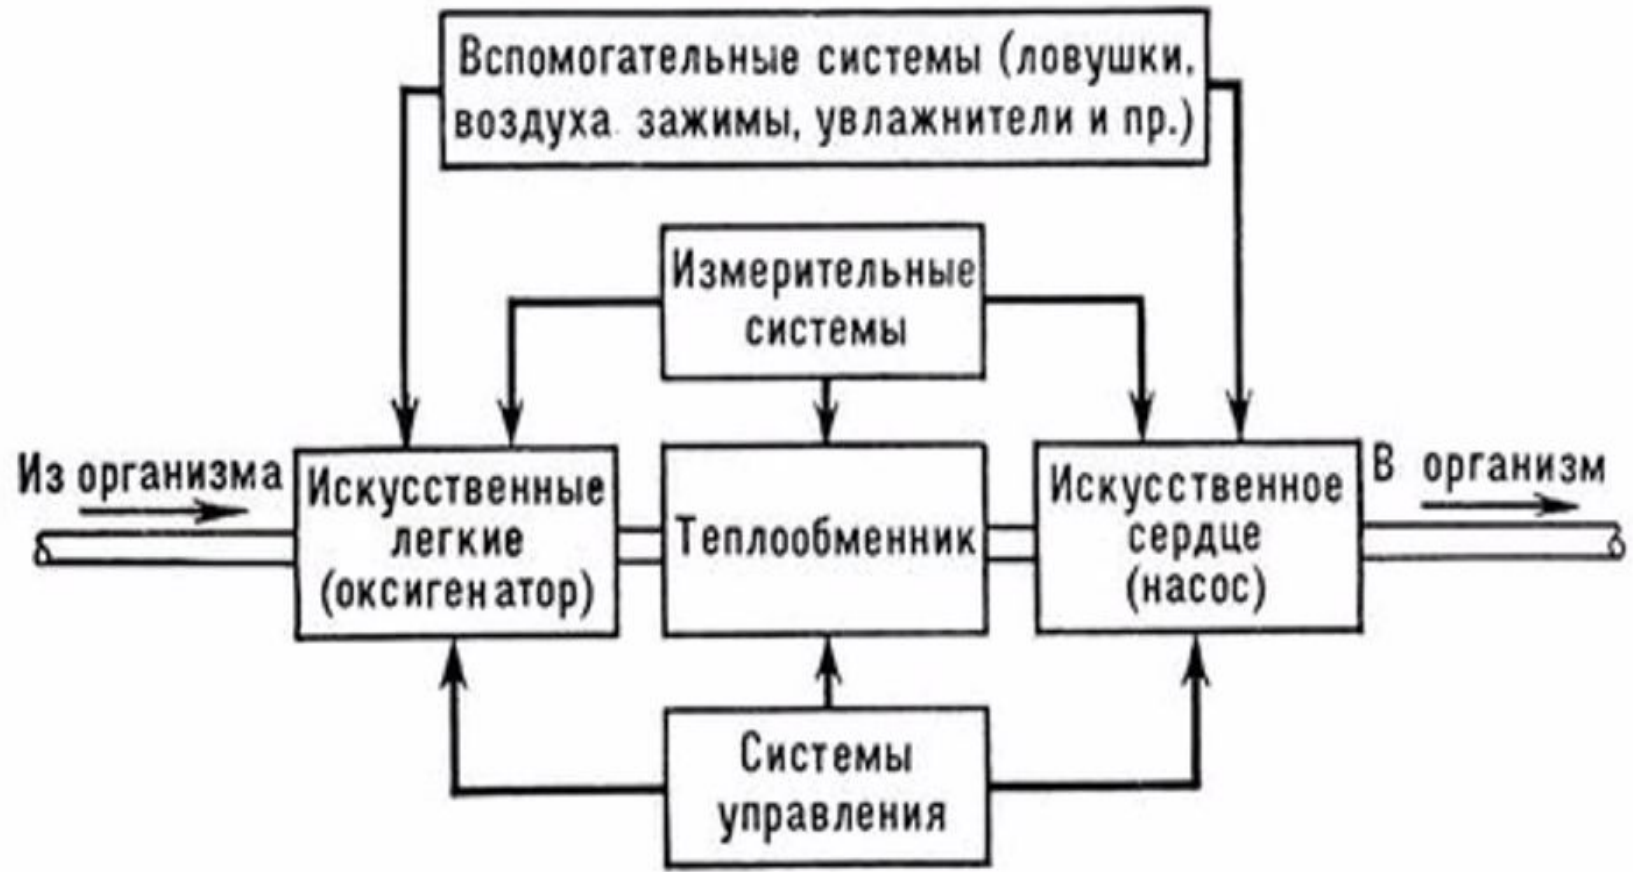 Вспомогательные системы (ловушки,
воздуха зажимы, увлажнители и пр.)
Измерительные
системы
Из организма
Искусственные
легкие
(оксигенатор)
Теплообменник
Искусственное
сердце
(насос)
В организм
Системы
управления